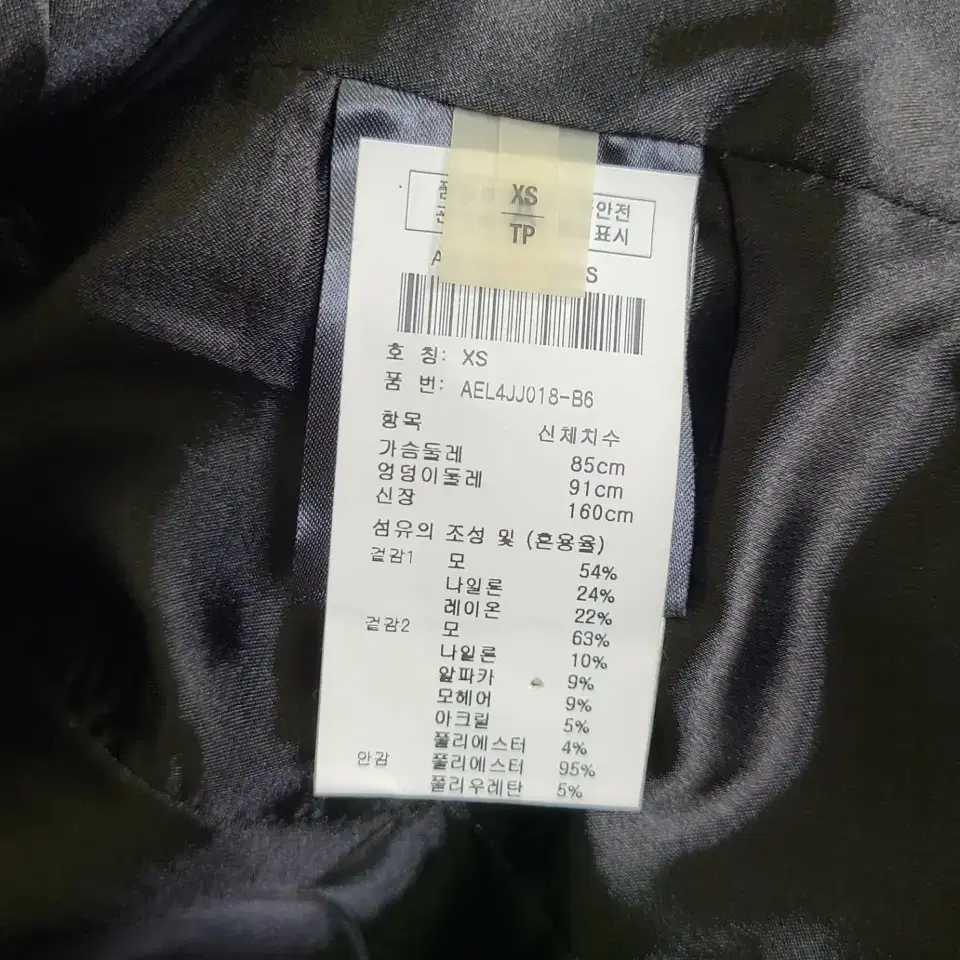 XS
TP
안전
표시
호 칭: XS
품 번: AEL4JJ018-B6
항목 신체치수
가슴둘레 85cm
엉덩이둘레 91cm
신장 160cm
섬유의 조성 및 (혼용율)
겉감1 모 54%
나일론 24%
레이온 22%
겉감2 모 63%
나일론 10%
알파카 9%
모헤어 9%
아크릴 5%
폴리에스터 4%
안감 폴리에스터 95%
폴리우레탄 5%